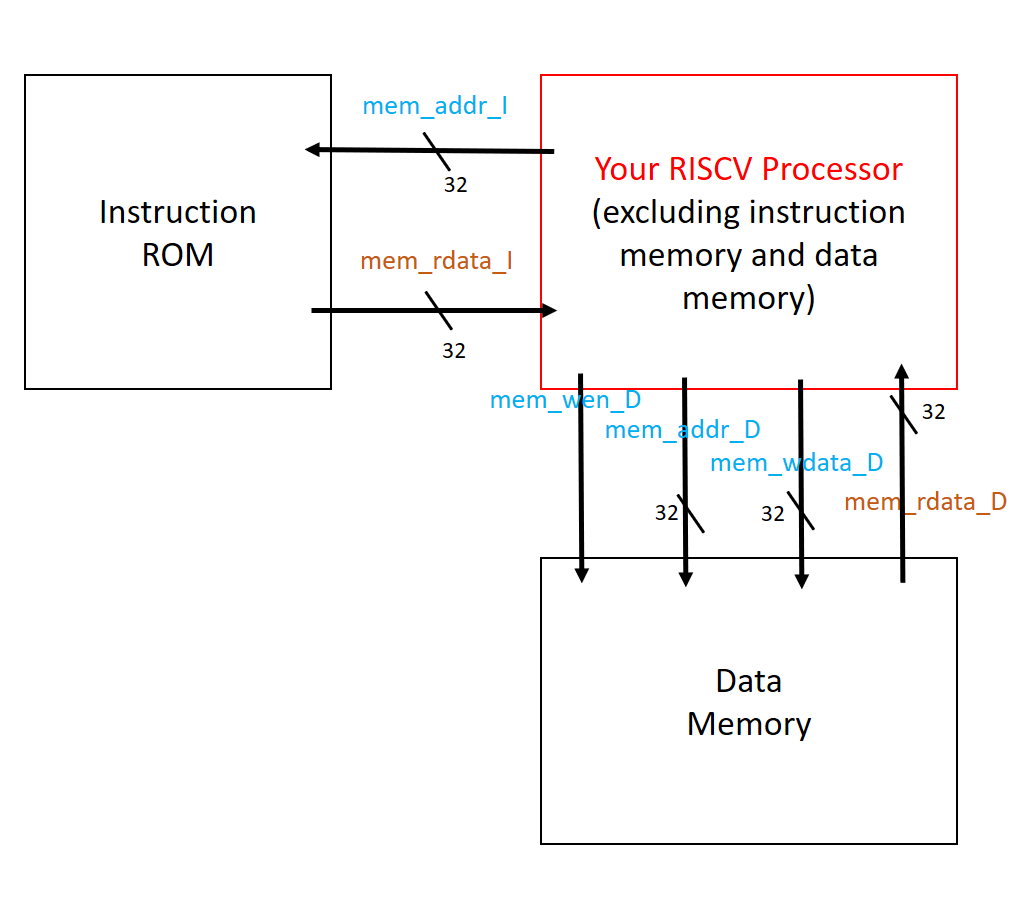 mem_addr_I
32
Instruction
ROM
mem_rdata_I
32
Your RISCV Processor
(excluding instruction
memory and data
memory)
mem_wen_D
mem_addr_D
32
mem_wdata_D
32
32
mem_rdata_D
Data
Memory